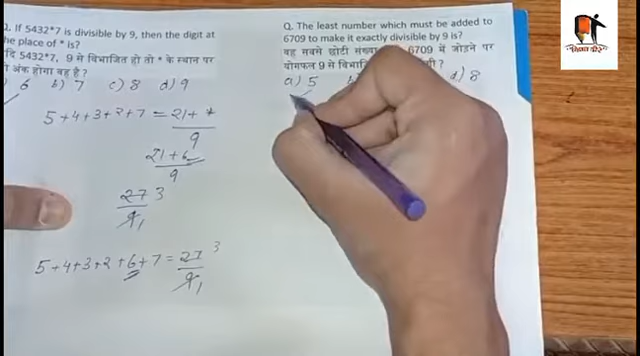 Q. If 5432*7 is divisible by 9, then the digit at
the place of * is?
दि 5432*7, 9 से विभाजित हो तो * के स्थान पर
अंक होगा वह है ?
6 b) 7 c) 8 d) 9
5+4+3+2+7 = 21+*
9
21+6
9
27 3
9 1
5+4+3+2+6+7 = 27 3
9 1
Q. The least number which must be added to
6709 to make it exactly divisible by 9 is?
वह सबसे छोटी संख्या 6709 में जोड़ने पर
योगफल 9 से ?
a) 5 d) 8